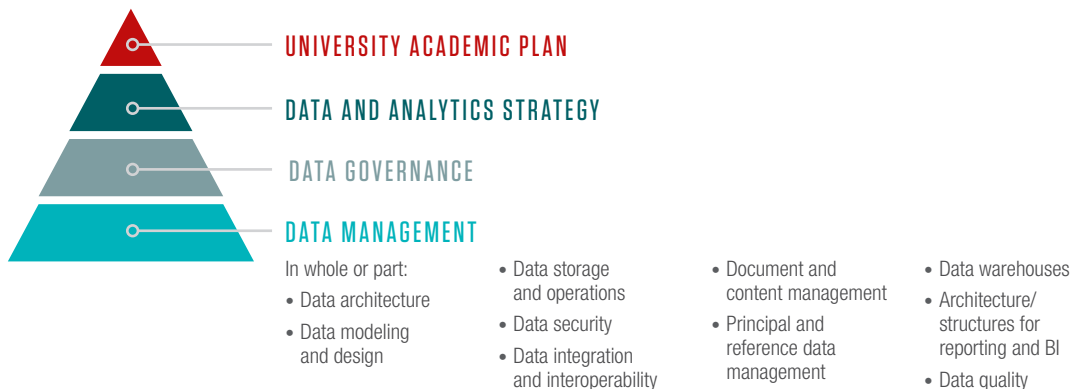 UNIVERSITY ACADEMIC PLAN
DATA AND ANALYTICS STRATEGY
DATA GOVERNANCE
DATA MANAGEMENT
In whole or part:
• Data architecture
• Data modeling
and design
• Data storage
and operations
• Data security
• Data integration
and interoperability
• Document and
content management
• Principal and
reference data
management
• Data warehouses
• Architecture/
structures for
reporting and BI
• Data quality